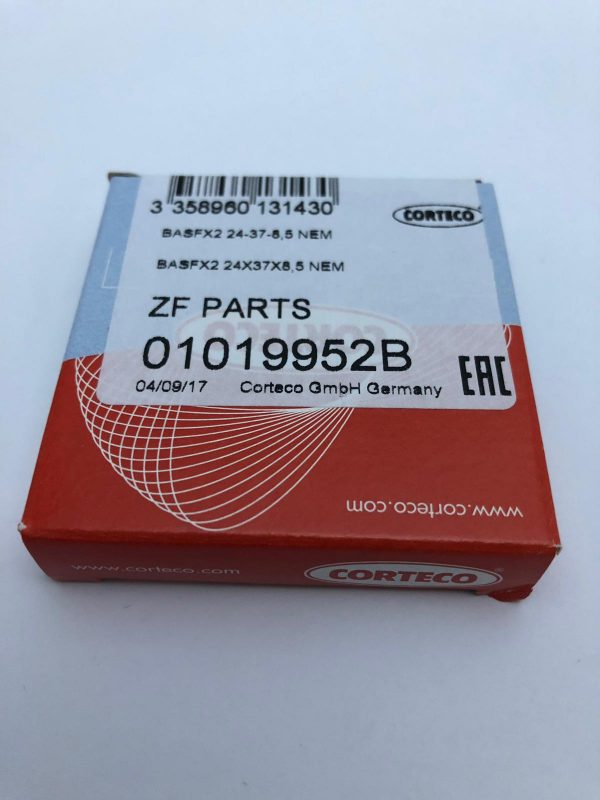 3 358960 131430
CORTECO
BASFX2 24-37-8,5 NEM
BASFX2 24X37X8,5 NEM
ZF PARTS
CORTECO
01019952B
04/09/17 Corteco GmbH Germany
EAC
www.corteco.com
www.corteco.com
CORTECO®